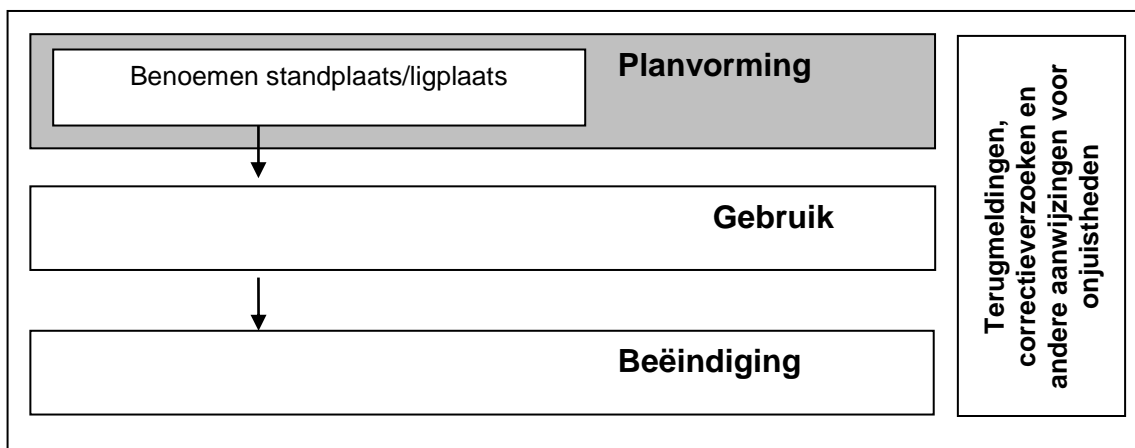 Benoemen standplaats/ligplaats
Planvorming
Gebruik
Beëindiging
Terugmeldingen,
correctieverzoeken en
andere aanwijzingen voor
onjuistheden